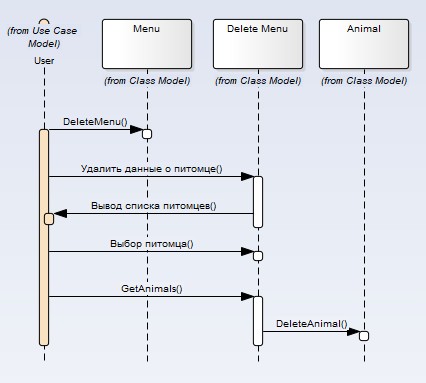 Menu
Delete Menu
Animal
(from Use Case
Model)
User
(from Class Model)
(from Class Model)
(from Class Model)
DeleteMenu()
Удалить данные о питомце()
Вывод списка питомцев()
Выбор питомца()
GetAnimals()
DeleteAnimal()